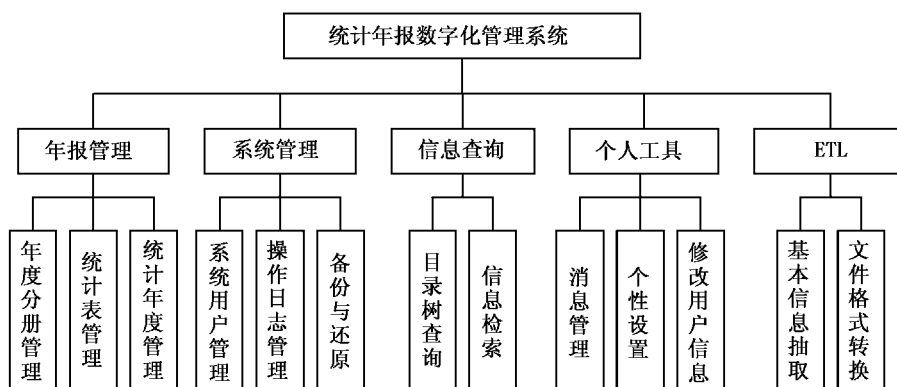 统计年报数字化管理系统
年报管理
系统管理
信息查询
个人工具
ETL
年度分册管理
统计表管理
统计年度管理
系统用户管理
操作日志管理
备份与还原
目录树查询
信息检索
消息管理
个性设置
修改用户信息
基本信息抽取
文件格式转换